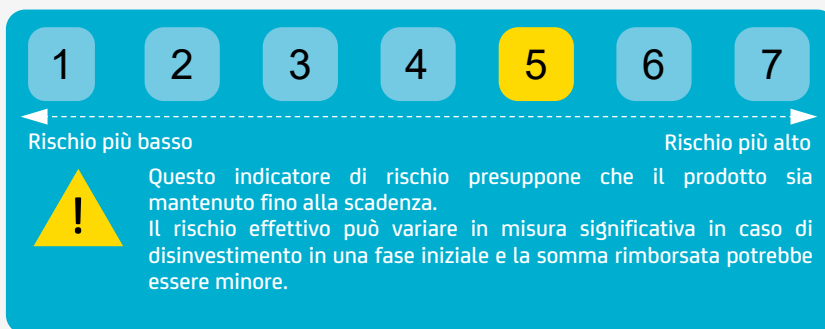 1 2 3 4 5 6 7
Rischio più basso Rischio più alto
!
Questo indicatore di rischio presuppone che il prodotto sia
mantenuto fino alla scadenza.
Il rischio effettivo può variare in misura significativa in caso di
disinvestimento in una fase iniziale e la somma rimborsata potrebbe
essere minore.